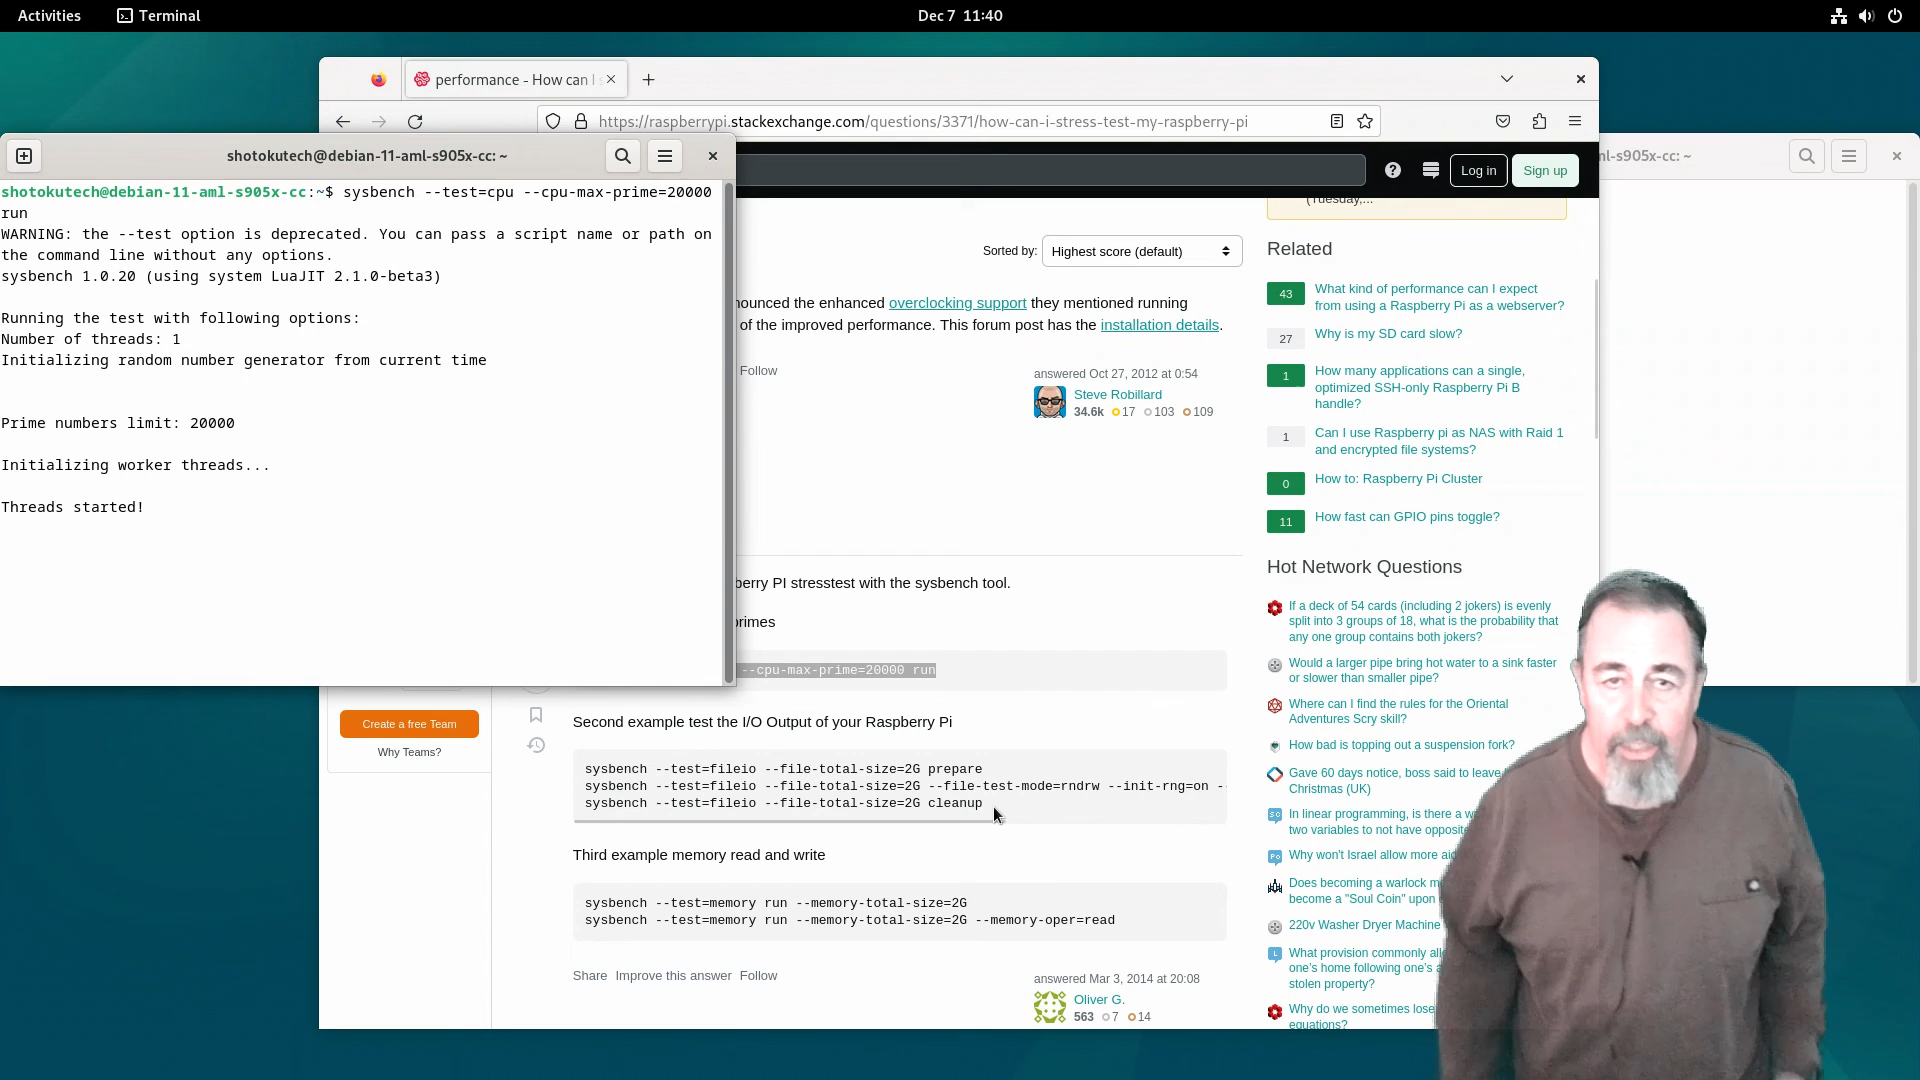 Activities
Terminal
Dec 7 11:40
performance - How can I
https://raspberrypi.stackexchange.com/questions/3371/how-can-i-stress-test-my-raspberry-pi
shotokutech@debian-11-aml-s905x-cc: ~
shotokutech@debian-11-aml-s905x-cc:~$ sysbench --test=cpu --cpu-max-prime=20000
run
WARNING: the --test option is deprecated. You can pass a script name or path on
the command line without any options.
sysbench 1.0.20 (using system LuaJIT 2.1.0-beta3)
Running the test with following options:
Number of threads: 1
Initializing random number generator from current time
Prime numbers limit: 20000
Initializing worker threads...
Threads started!
Log in
Sign up
ml-s905x-cc: ~
(Tuesday,...
Sorted by:
Highest score (default)
nounced the enhanced overclocking support they mentioned running
of the improved performance. This forum post has the installation details.
Follow
answered Oct 27, 2012 at 0:54
Steve Robillard
34.6k 17 103 109
berry PI stresstest with the sysbench tool.
primes
--cpu-max-prime=20000 run
Create a free Team
Why Teams?
Second example test the I/O Output of your Raspberry Pi
sysbench --test=fileio --file-total-size=2G prepare
sysbench --test=fileio --file-total-size=2G --file-test-mode=rndrw --init-rng=on -
sysbench --test=fileio --file-total-size=2G cleanup
Third example memory read and write
sysbench --test=memory run --memory-total-size=2G
sysbench --test=memory run --memory-total-size=2G --memory-oper=read
Share Improve this answer Follow
answered Mar 3, 2014 at 20:08
Oliver G.
563 7 14
Related
43 What kind of performance can I expect
from using a Raspberry Pi as a webserver?
27 Why is my SD card slow?
1 How many applications can a single,
optimized SSH-only Raspberry Pi B
handle?
1 Can I use Raspberry pi as NAS with Raid 1
and encrypted file systems?
0 How to: Raspberry Pi Cluster
11 How fast can GPIO pins toggle?
Hot Network Questions
If a deck of 54 cards (including 2 jokers) is evenly
split into 3 groups of 18, what is the probability that
any one group contains both jokers?
Would a larger pipe bring hot water to a sink faster
or slower than smaller pipe?
Where can I find the rules for the Oriental
Adventures Scry skill?
How bad is topping out a suspension fork?
Gave 60 days notice, boss said to leave
Christmas (UK)
In linear programming, is there a
two variables to not have opposit
Why won't Israel allow more
Does becoming a warlock
become a "Soul Coin" upon
220v Washer Dryer Machine
What provision commonly
one's home following one's
stolen property?
Why do we sometimes lose
equations?